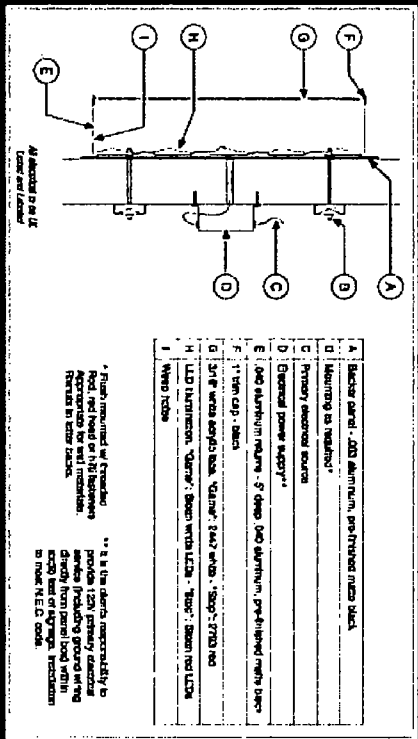 A Backer panel - .063 aluminum, pre-finished matte black
B Mounting as required*
C Primary electrical source
D Electrical power supply**
E .040 aluminum returns - 5" deep .040 aluminum, pre-finished matte black
F 1" trim cap - black
G 3/16" white acrylic face, "Game": 2447 white - "Stop": 2793 red
H LED Illumination, "Game": Sloan white LEDs - "Stop": Sloan red LEDs
I Weep holes
* Flush mounted w/ threaded
Rod, red head or hilti fasteners
Appropriate for wall materials.
Rivnuts in letter backs.
** It is the clients responsibility to
provide 120V primary electrical
service (including ground wiring
directly from panel box) within
feet of signage. Installation
to meet N.E.C. code.
A
B
C
D
E
F
G
H
I
All electrical to be UL
Listed and Labeled